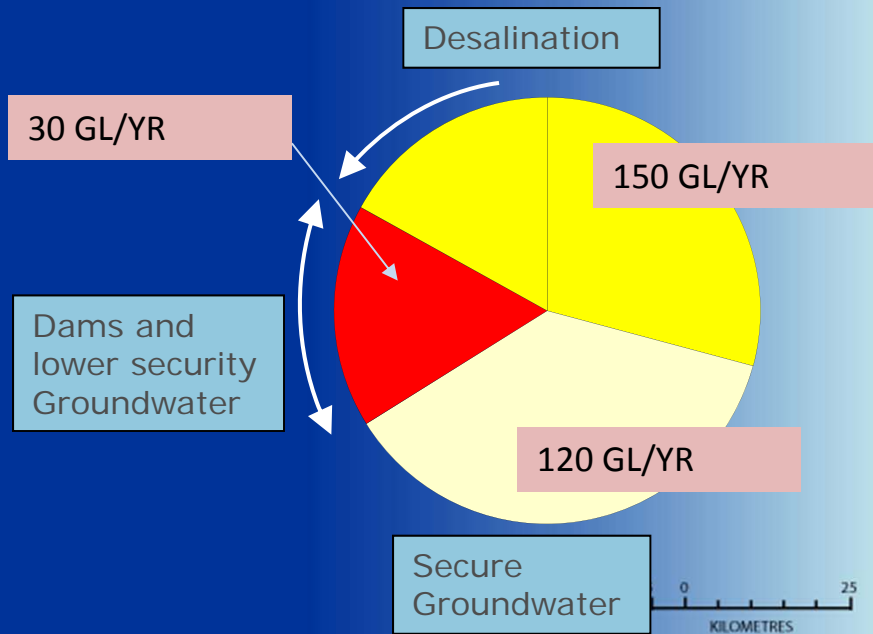 Desalination
30 GL/YR
150 GL/YR
Dams and
lower security
Groundwater
120 GL/YR
Secure
Groundwater
0
25
KILOMETRES